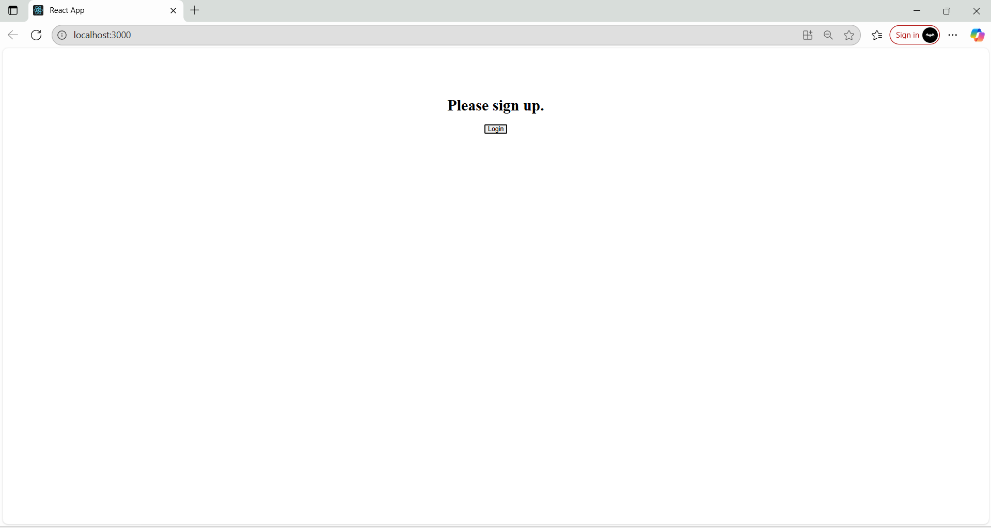 React App
localhost:3000
Sign in
Please sign up.
Login